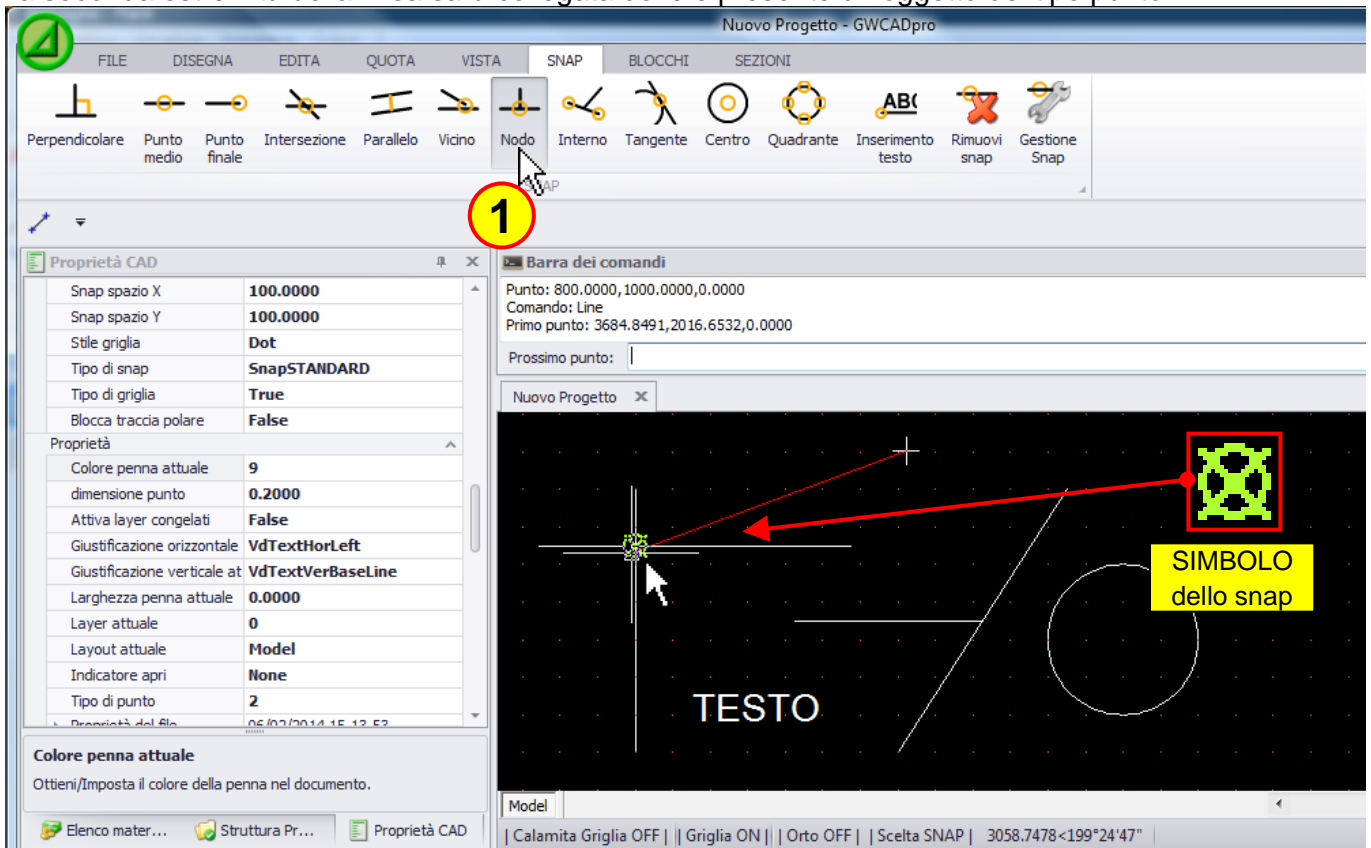 Nuovo Progetto - GWCADpro
FILE DISEGNA EDITA QUOTA VISTA SNAP BLOCCHI SEZIONI
Perpendicolare Punto medio Punto finale Intersezione Parallelo Vicino Nodo Interno Tangente Centro Quadrante Inserimento testo Rimuovi snap Gestione Snap
1
Proprietà CAD
Snap spazio X 100.0000
Snap spazio Y 100.0000
Stile griglia Dot
Tipo di snap SnapSTANDARD
Tipo di griglia True
Blocca traccia polare False
Proprietà
Colore penna attuale 9
dimensione punto 0.2000
Attiva layer congelati False
Giustificazione orizzontale VdTextHorLeft
Giustificazione verticale at VdTextVerBaseLine
Larghezza penna attuale 0.0000
Layer attuale 0
Layout attuale Model
Indicatore apri None
Tipo di punto 2
Colore penna attuale
Ottieni/Imposta il colore della penna nel documento.
Elenco mater... Struttura Pr... Proprietà CAD
Barra dei comandi
Punto: 800.0000,1000.0000,0.0000
Comando: Line
Primo punto: 3684.8491,2016.6532,0.0000
Prossimo punto:
Nuovo Progetto
SIMBOLO
dello snap
TESTO
Model
| Calamita Griglia OFF | | Griglia ON | | Orto OFF | | Scelta SNAP | 3058.7478<199°24'47"